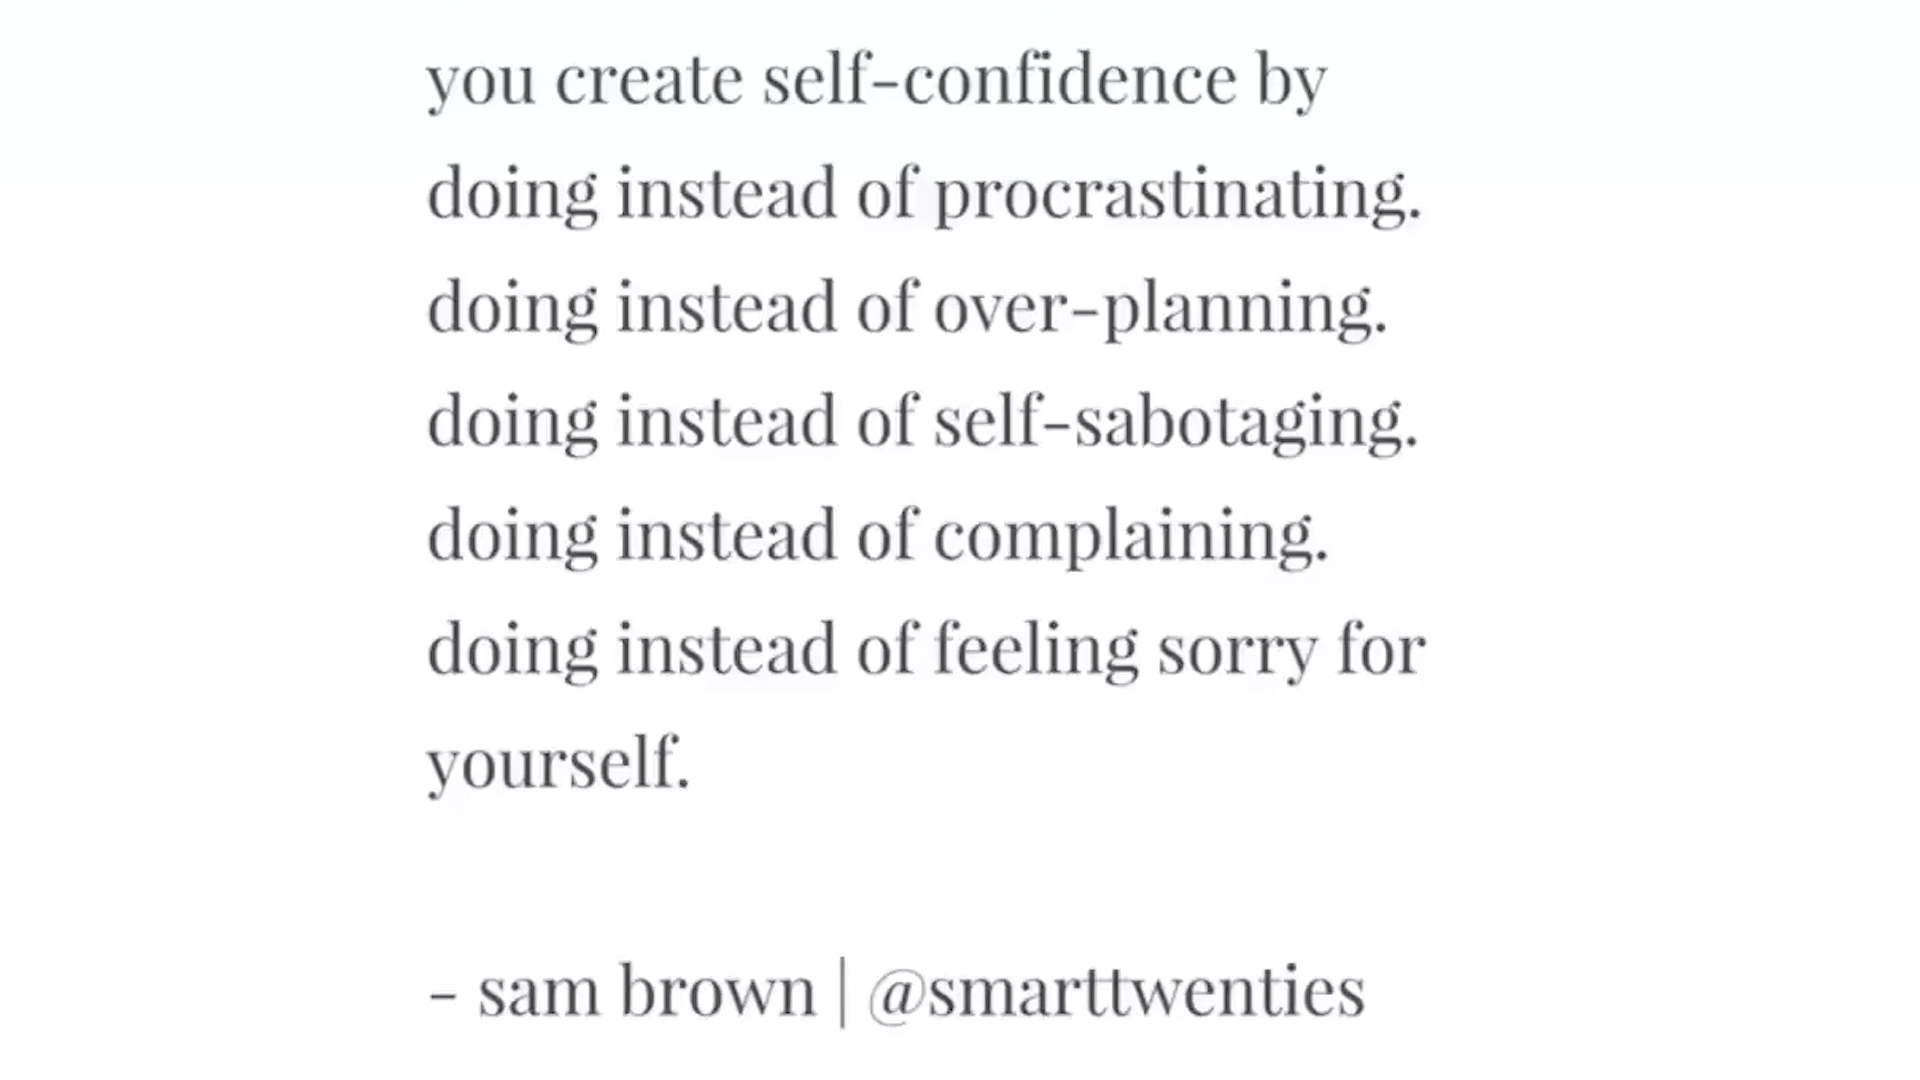 you create self-confidence by
doing instead of procrastinating.
doing instead of over-planning.
doing instead of self-sabotaging.
doing instead of complaining.
doing instead of feeling sorry for
yourself.
- sam brown | @smarttwenties